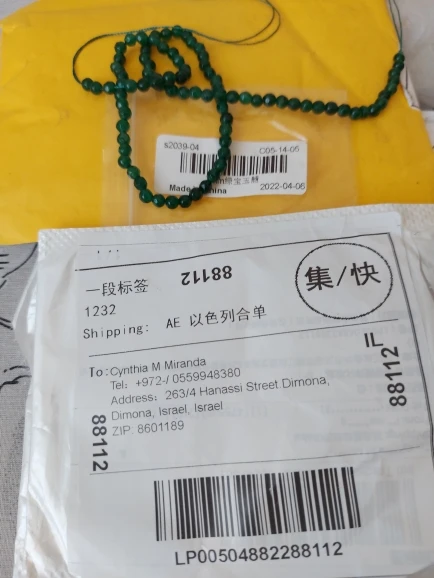 s2039-04
C05-14-05
Made in China
2022-04-06
一段标签
88112
集/快
1232
Shipping: AE 以色列合单
To:Cynthia M Miranda
Tel: +972-/ 0559948380
Address: 263/4 Hanassi Street.Dimona,
Dimona, Israel, Israel
ZIP: 8601189
88112
88112 IL
LP00504882288112